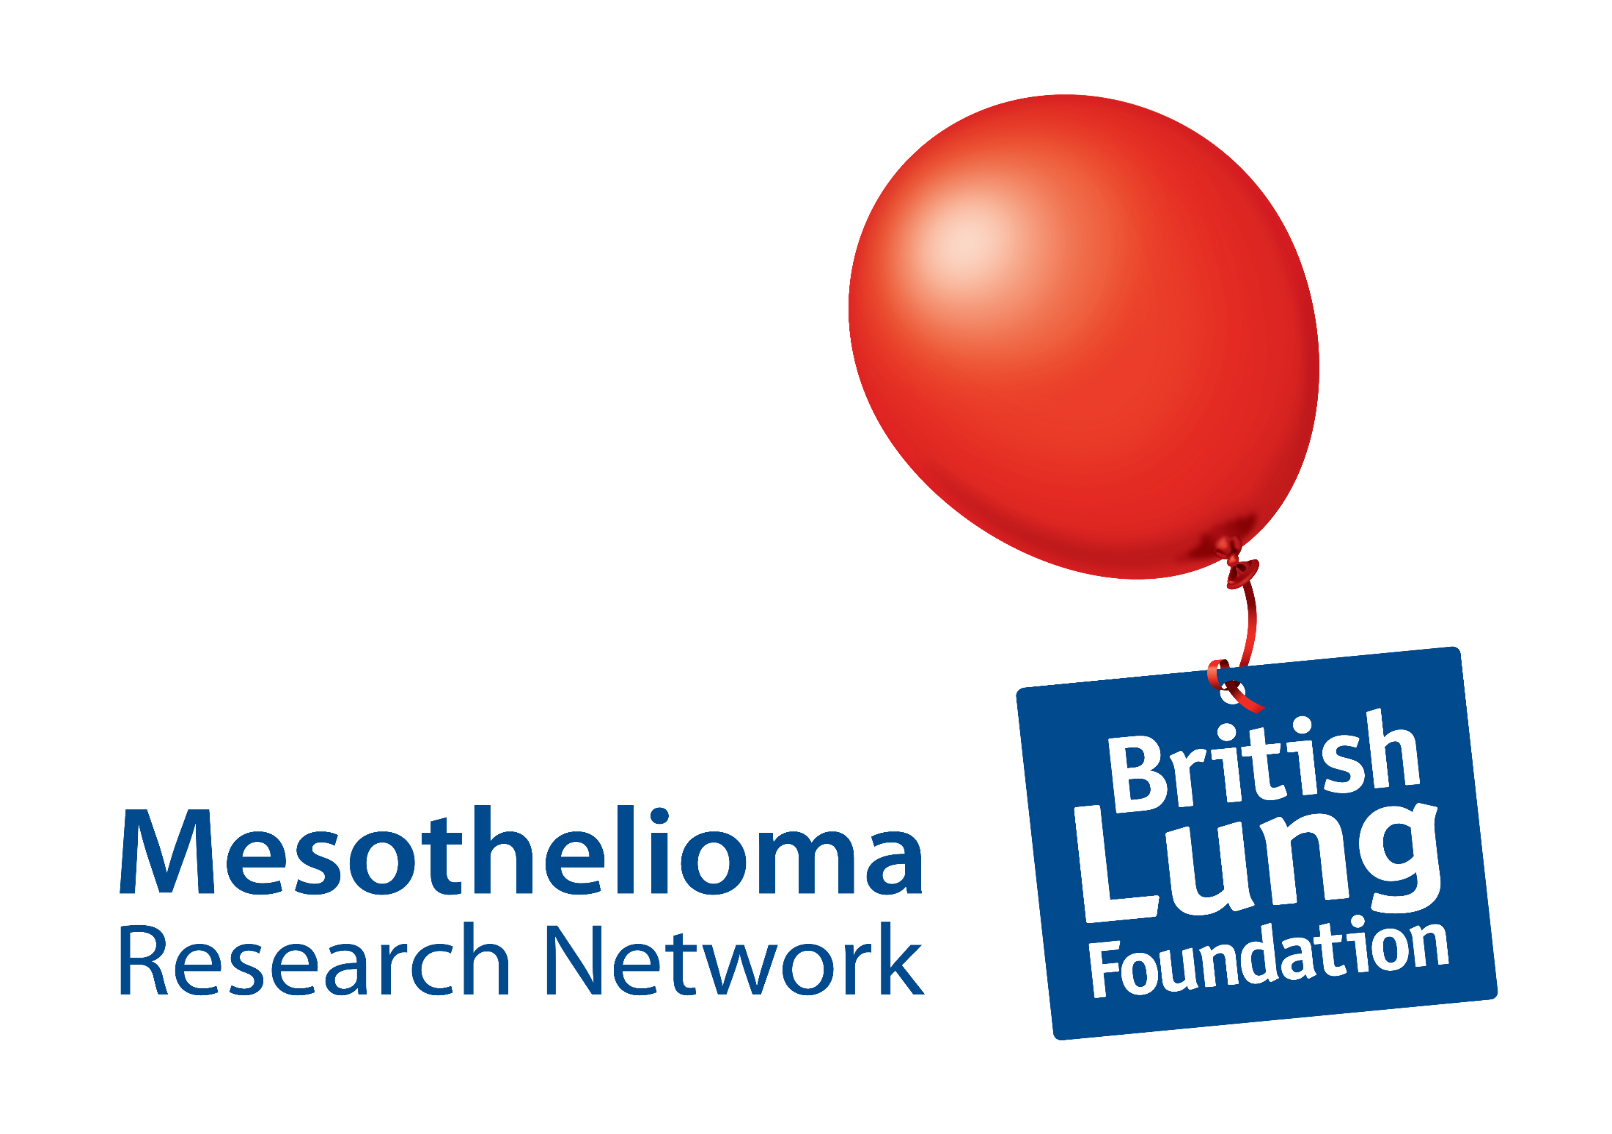 Mesothelioma
Research Network
British
Lung
Foundation